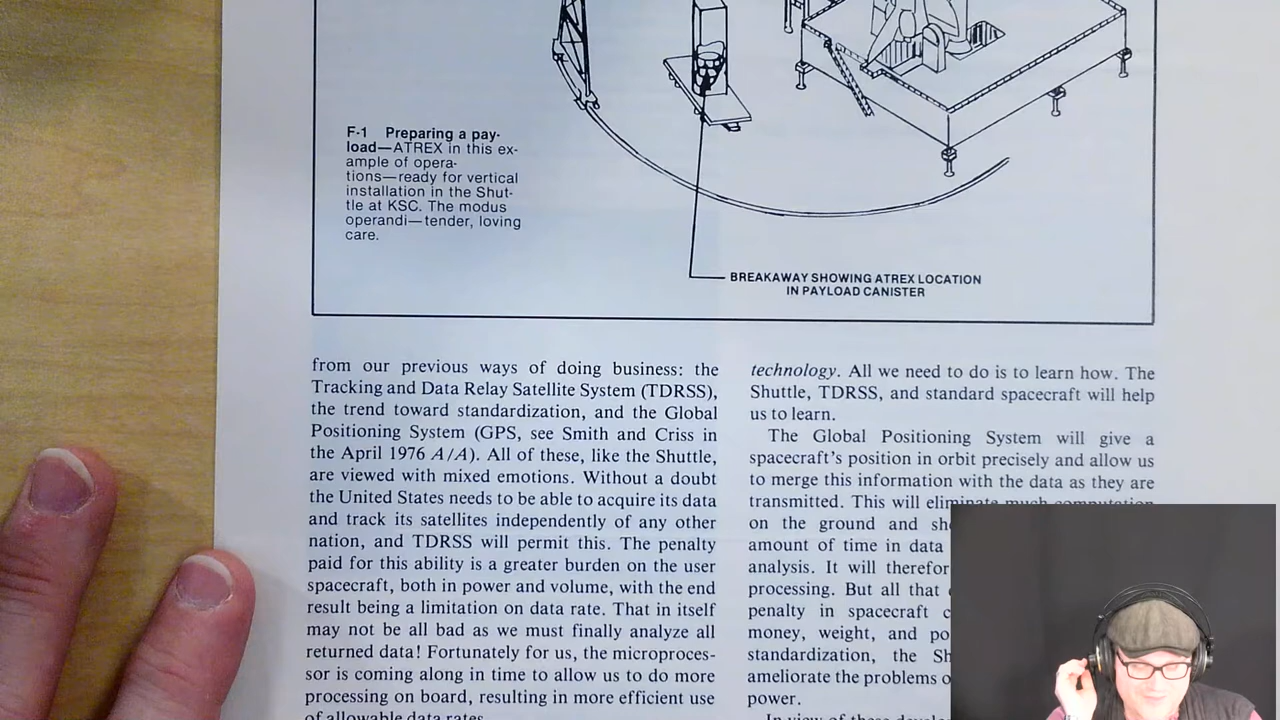 F-1 Preparing a pay-
load—ATREX in this ex-
ample of opera-
tions—ready for vertical
installation in the Shut-
tle at KSC. The modus
operandi—tender, loving
care.
BREAKAWAY SHOWING ATREX LOCATION
IN PAYLOAD CANISTER
from our previous ways of doing business: the
Tracking and Data Relay Satellite System (TDRSS),
the trend toward standardization, and the Global
Positioning System (GPS, see Smith and Criss in
the April 1976 A/A). All of these, like the Shuttle,
are viewed with mixed emotions. Without a doubt
the United States needs to be able to acquire its data
and track its satellites independently of any other
nation, and TDRSS will permit this. The penalty
paid for this ability is a greater burden on the user
spacecraft, both in power and volume, with the end
result being a limitation on data rate. That in itself
may not be all bad as we must finally analyze all
returned data! Fortunately for us, the microproces-
sor is coming along in time to allow us to do more
processing on board, resulting in more efficient use
of allowable data rates
technology. All we need to do is to learn how. The
Shuttle, TDRSS, and standard spacecraft will help
us to learn.
The Global Positioning System will give a
spacecraft's position in orbit precisely and allow us
to merge this information with the data as they are
transmitted. This will eliminate much computation
on the ground and
amount of time in data
analysis. It will
processing. But all that
penalty in spacecraft
money, weight, and
standardization, the
ameliorate the problems
power.
In view of these